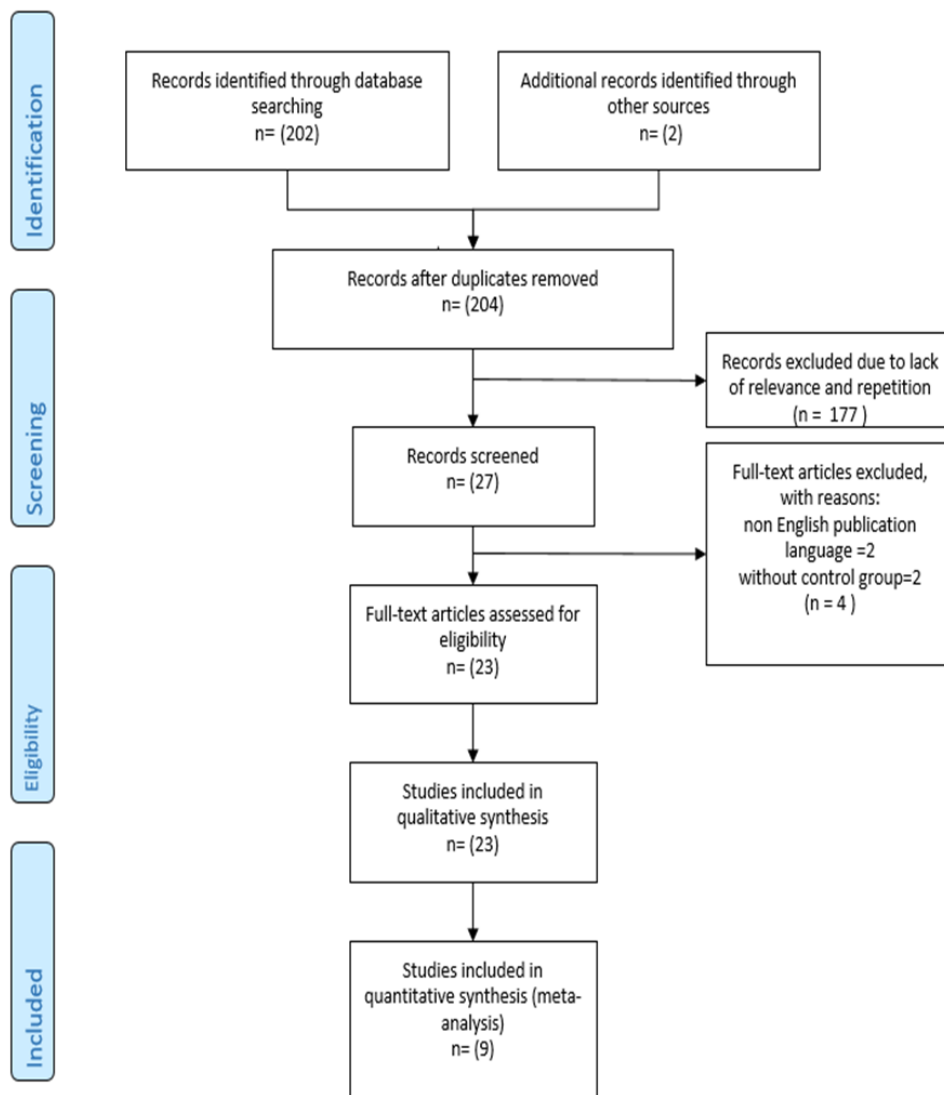 Identification
Records identified through database
searching
n= (202)
Additional records identified through
other sources
n= (2)
Records after duplicates removed
n= (204)
Screening
Records excluded due to lack
of relevance and repetition
(n = 177 )
Records screened
n= (27)
Full-text articles excluded,
with reasons:
non English publication
language =2
without control group=2
(n = 4 )
Eligibility
Full-text articles assessed for
eligibility
n= (23)
Studies included in
qualitative synthesis
n= (23)
Included
Studies included in
quantitative synthesis (meta-
analysis)
n= (9)